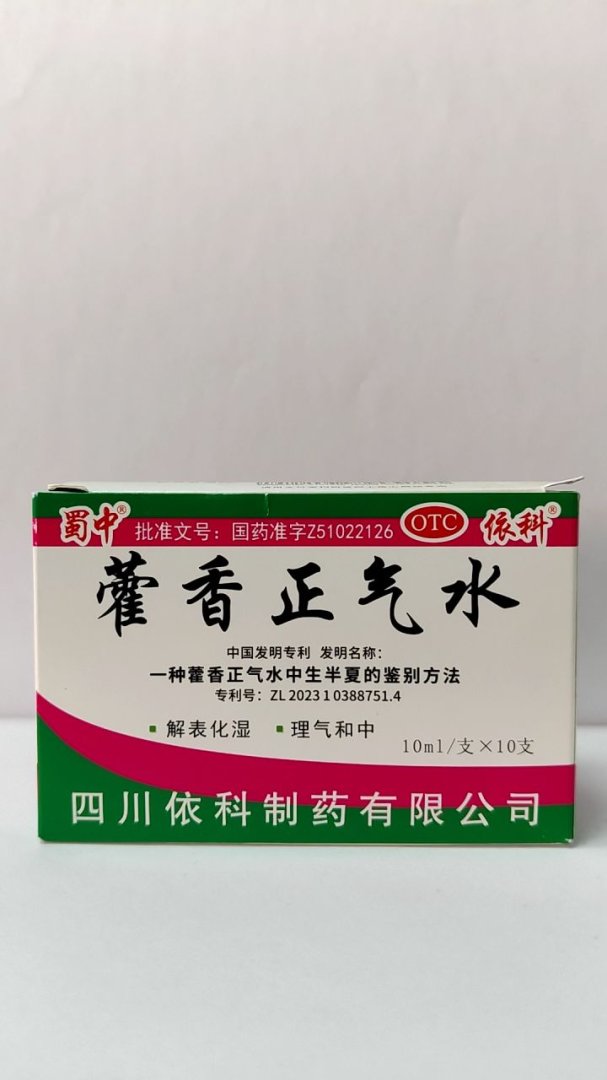 蜀中® 批准文号：国药准字Z51022126 OTC 依科®
藿香正气水
中国发明专利 发明名称：
一种藿香正气水中生半夏的鉴别方法
专利号：ZL 2023 1 0388751.4
▪ 解表化湿 ▪ 理气和中
10ml/支×10支
四川依科制药有限公司